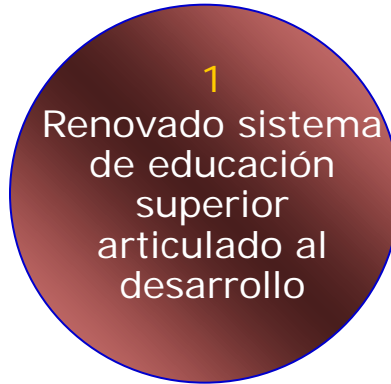 1
Renovado sistema
de educación
superior
articulado al
desarrollo